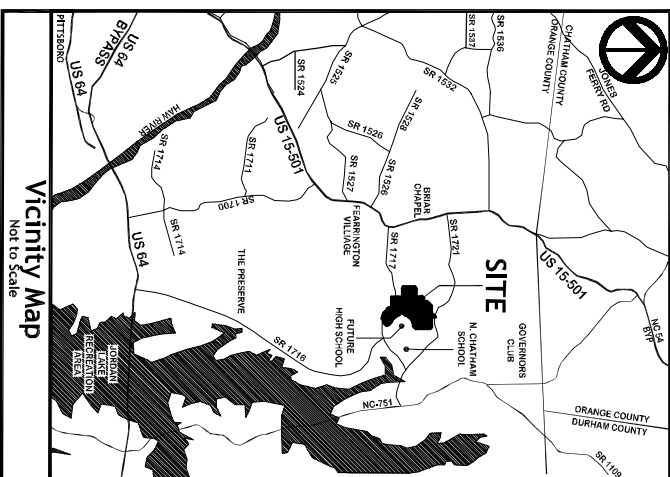 PITTSBORO
US 64
BYPASS
US 64
HAW RIVER
SR 1714
SR 1711
SR 1714
SR 1700
US 64
SR 1524
SR 1525
US 15-501
SR 1526
SR 1527
SR 1528
SR 1526
SR 1532
SR 1537
SR 1536
CHATHAM COUNTY
ORANGE COUNTY
JONES
FERRY RD
BRIAR
CHAPEL
FEARRINGTON
VILLIAGE
SR 1717
SR 1721
SITE
US 15-501
NC 54
BYP
THE PRESERVE
FUTURE
HIGH SCHOOL
N. CHATHAM
SCHOOL
GOVERNORS
CLUB
SR 1716
NC-751
ORANGE COUNTY
DURHAM COUNTY
SR 1109
JORDAN
LAKE
RECREATION
AREA
Vicinity Map
Not to Scale